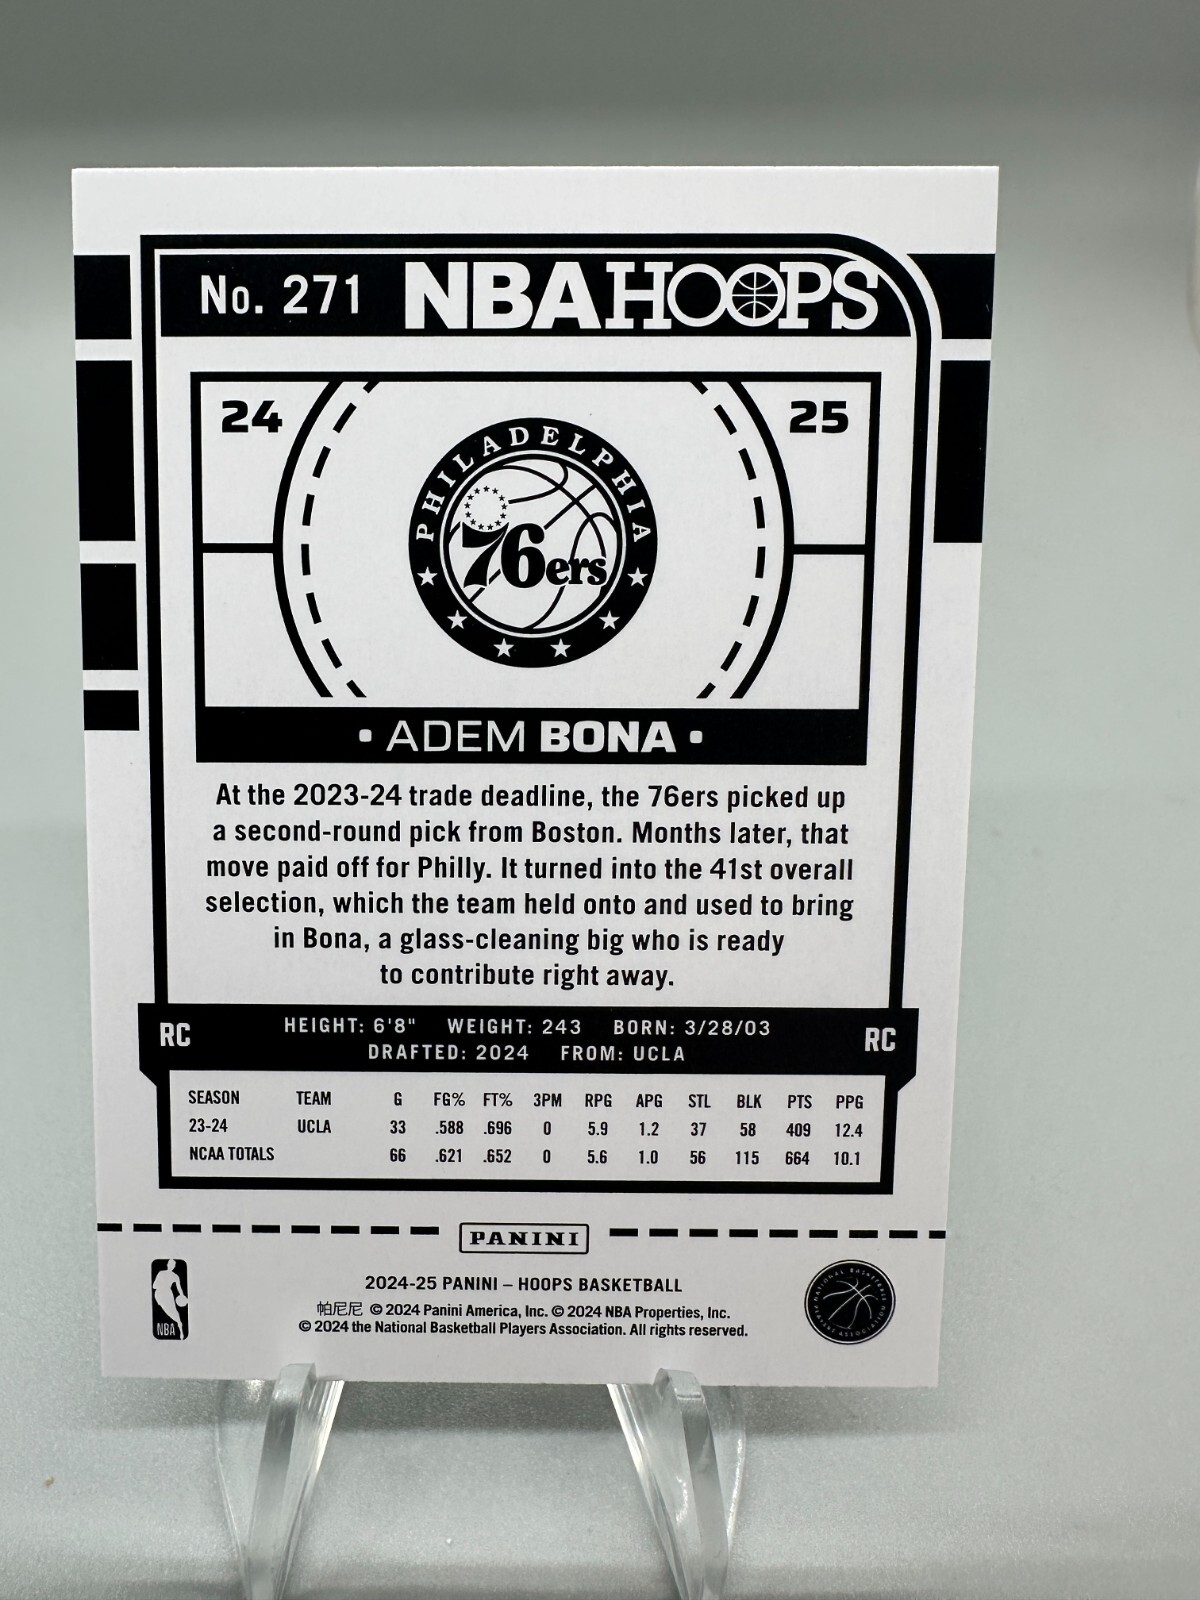 No. 271 NBA HOOPS
24 25
PHILADELPHIA
76ers
• ADEM BONA •
At the 2023-24 trade deadline, the 76ers picked up
a second-round pick from Boston. Months later, that
move paid off for Philly. It turned into the 41st overall
selection, which the team held onto and used to bring
in Bona, a glass-cleaning big who is ready
to contribute right away.
RC HEIGHT: 6'8" WEIGHT: 243 BORN: 3/28/03 RC
DRAFTED: 2024 FROM: UCLA
SEASON TEAM G FG% FT% 3PM RPG APG STL BLK PTS PPG
23-24 UCLA 33 .588 .696 0 5.9 1.2 37 58 409 12.4
NCAA TOTALS 66 .621 .652 0 5.6 1.0 56 115 664 10.1
PANINI
2024-25 PANINI – HOOPS BASKETBALL
帕尼尼 © 2024 Panini America, Inc. © 2024 NBA Properties, Inc.
© 2024 the National Basketball Players Association. All rights reserved.
NBA
NATIONAL BASKETBALL PLAYERS ASSOCIATION